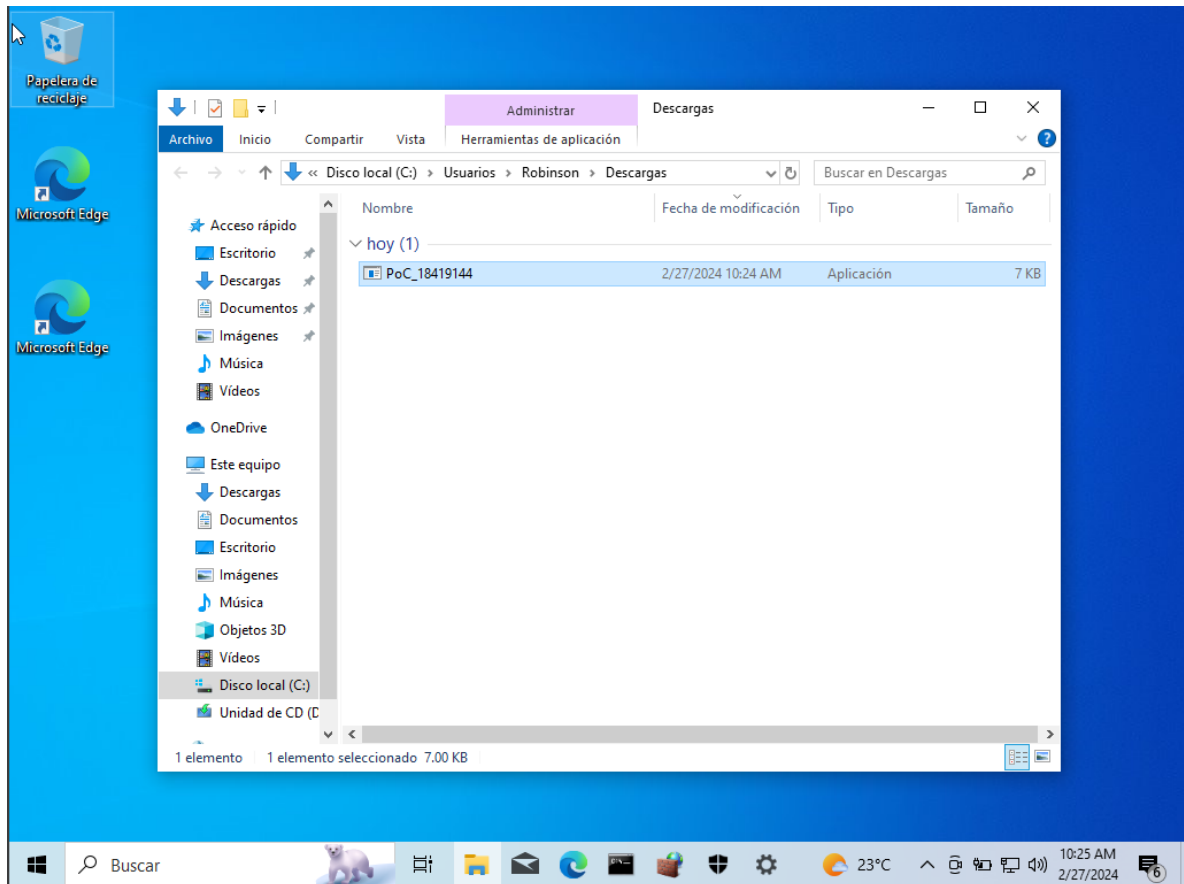 Papelera de
reciclaje
Microsoft Edge
Microsoft Edge
Administrar
Descargas
Archivo Inicio Compartir Vista Herramientas de aplicación
« Disco local (C:) > Usuarios > Robinson > Descargas
Buscar en Descargas
Nombre Fecha de modificación Tipo Tamaño
hoy (1)
PoC_18419144 2/27/2024 10:24 AM Aplicación 7 KB
Acceso rápido
Escritorio
Descargas
Documentos
Imágenes
Música
Vídeos
OneDrive
Este equipo
Descargas
Documentos
Escritorio
Imágenes
Música
Objetos 3D
Vídeos
Disco local (C:)
Unidad de CD (D
1 elemento 1 elemento seleccionado 7.00 KB
Buscar
23°C
10:25 AM
2/27/2024
6